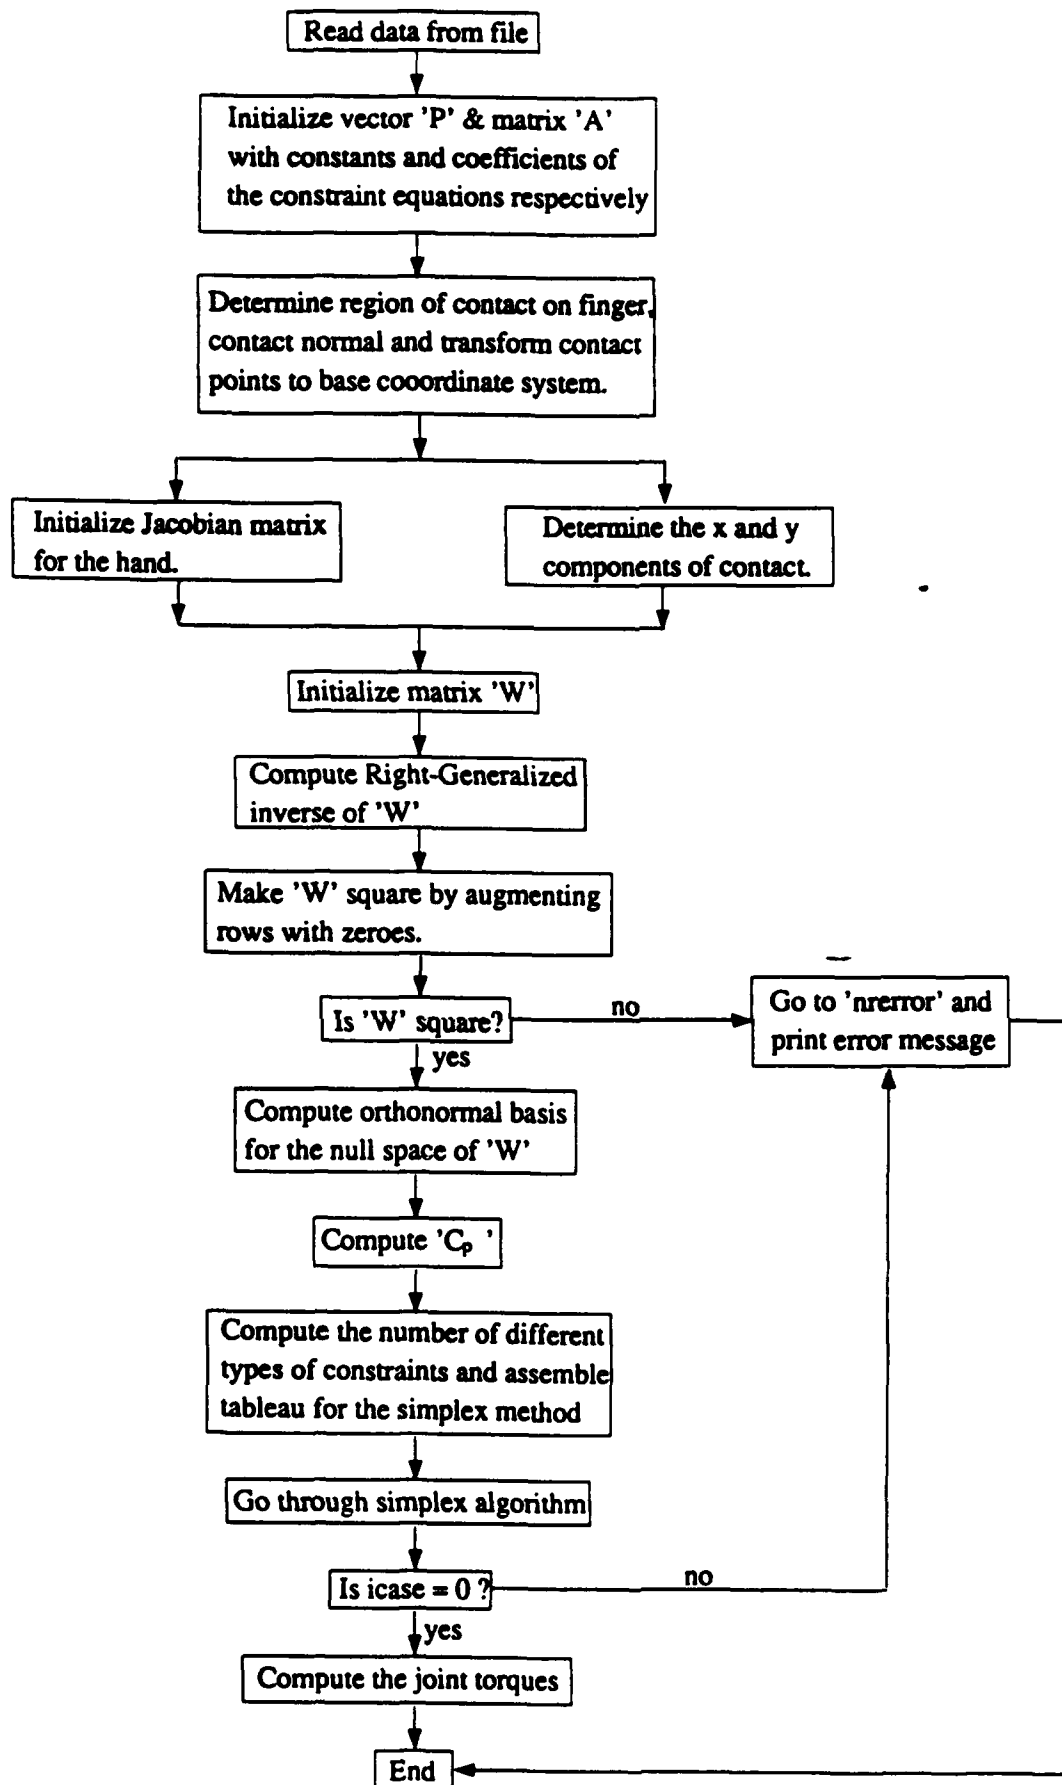 Read data from file
Initialize vector 'P' & matrix 'A'
with constants and coefficients of
the constraint equations respectively
Determine region of contact on finger,
contact normal and transform contact
points to base cooordinate system.
Initialize Jacobian matrix
for the hand.
Determine the x and y
components of contact.
Initialize matrix 'W'
Compute Right-Generalized
inverse of 'W'
Make 'W' square by augmenting
rows with zeroes.
Is 'W' square?
no
Go to 'nrerror' and
print error message
yes
Compute orthonormal basis
for the null space of 'W'
Compute 'Cₚ '
Compute the number of different
types of constraints and assemble
tableau for the simplex method
Go through simplex algorithm
Is icase = 0 ?
no
yes
Compute the joint torques
End